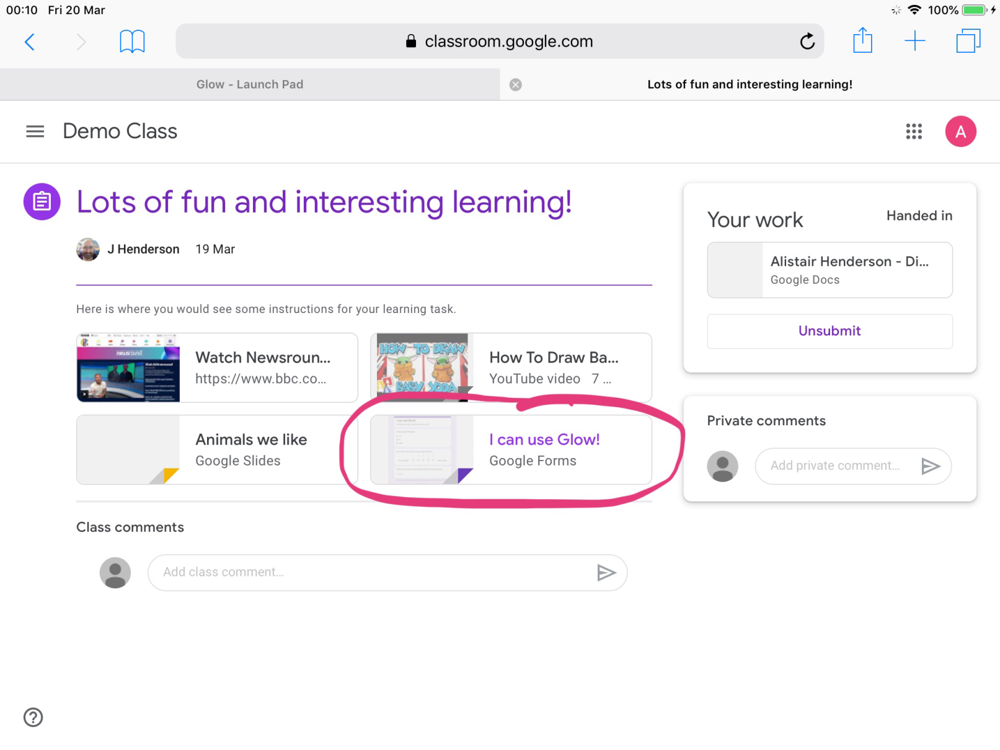 00:10 Fri 20 Mar
100%
classroom.google.com
Glow - Launch Pad
Lots of fun and interesting learning!
Demo Class
A
Lots of fun and interesting learning!
J Henderson 19 Mar
Here is where you would see some instructions for your learning task.
newsround
Watch Newsroun...
https://www.bbc.co...
HOW-TO-DRAW
BABY YODA
How To Draw Ba...
YouTube video 7 ...
Animals we like
Google Slides
I can use Glow!
Google Forms
Class comments
Add class comment...
Your work
Handed in
Alistair Henderson - Di...
Google Docs
Unsubmit
Private comments
Add private comment...